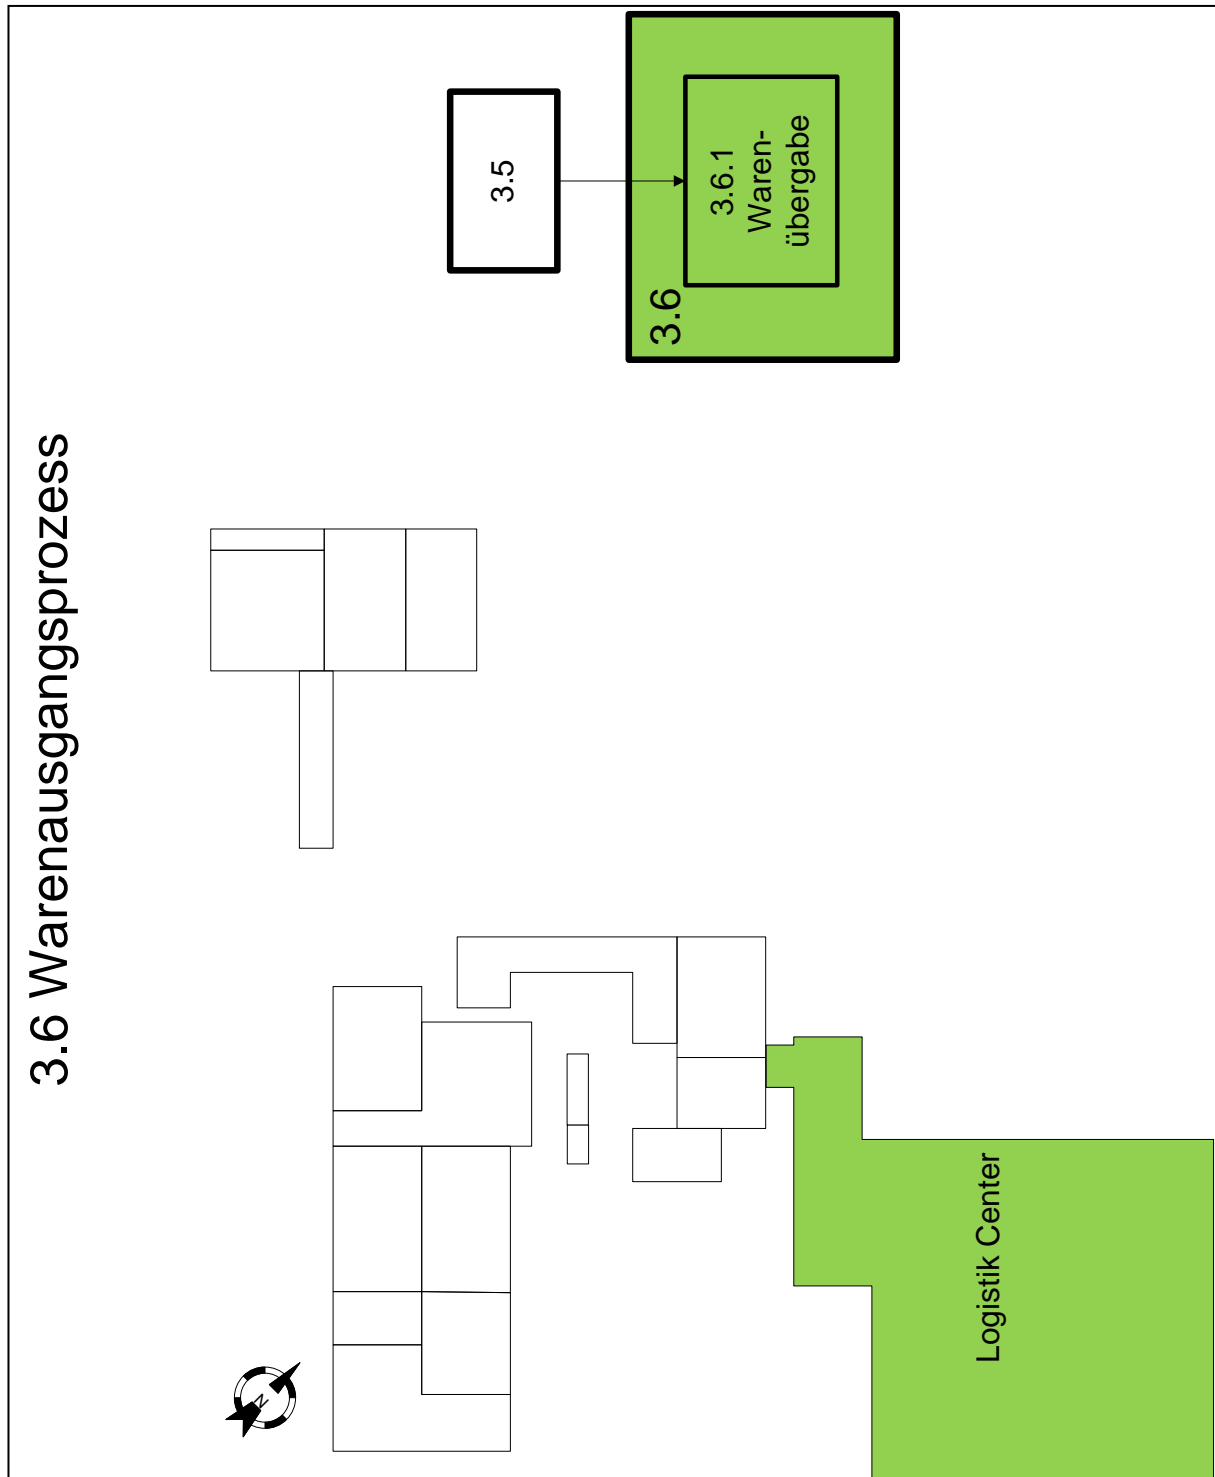 3.6 Warenausgangsprozess
3.5
3.6
3.6.1
Waren-
übergabe
Logistik Center
N